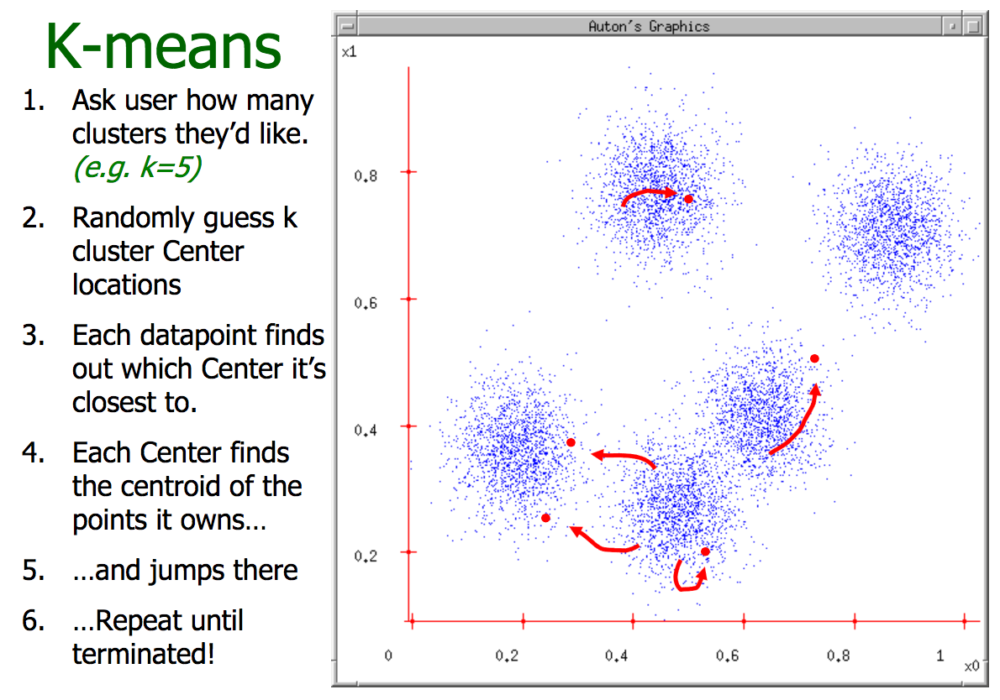 K-means
1. Ask user how many
clusters they’d like.
(e.g. k=5)
2. Randomly guess k
cluster Center
locations
3. Each datapoint finds
out which Center it’s
closest to.
4. Each Center finds
the centroid of the
points it owns…
5. …and jumps there
6. …Repeat until
terminated!
Auton's Graphics
x1
0.8
0.6
0.4
0.2
0 0.2 0.4 0.6 0.8 1
x0